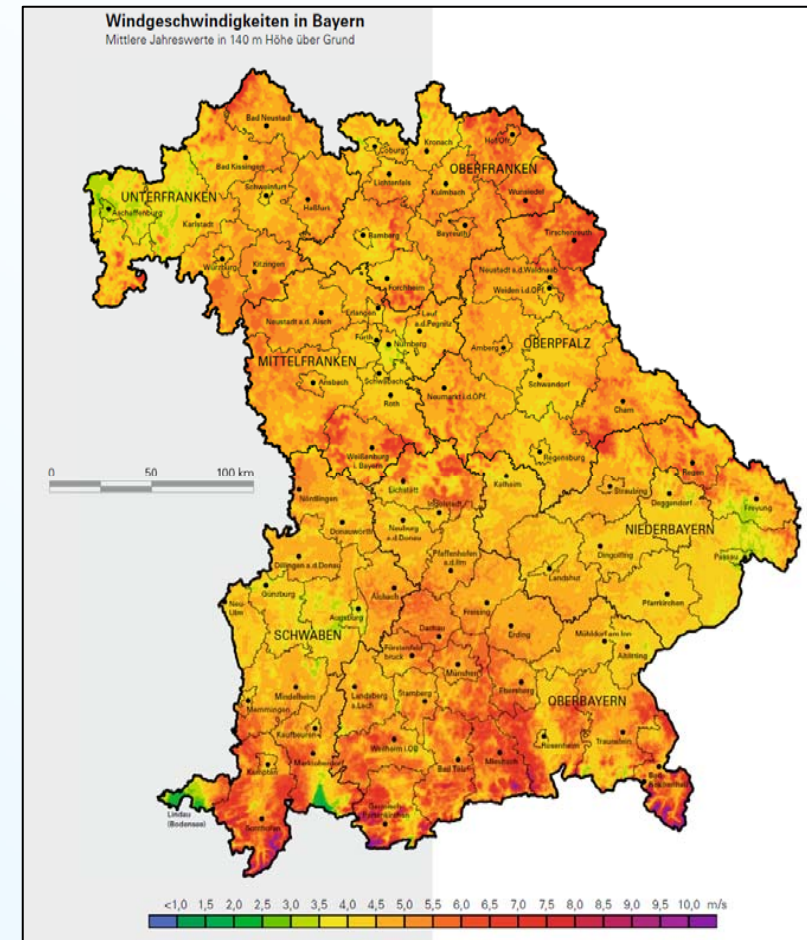 Windgeschwindigkeiten in Bayern
Mittlere Jahreswerte in 140 m Höhe über Grund
Bad Neustadt
Coburg
Kronach
Hof
OBERFRANKEN
Bad Kissingen
Lichtenfels
Kulmbach
Wunsiedel
UNTERFRANKEN
Schweinfurt
Haßfurt
Aschaffenburg
Karlstadt
Bamberg
Bayreuth
Tirschenreuth
Würzburg
Kitzingen
Forchheim
Neustadt a.d.Waldnaab
Weiden i.d.OPf.
Neustadt a.d. Aisch
Erlangen
Lauf
a.d.Pegnitz
Fürth
Nürnberg
Amberg
OBERPFALZ
MITTELFRANKEN
Ansbach
Schwabach
Roth
Neumarkt i.d.OPf.
Schwandorf
Cham
Weißenburg
i. Bayern
Regensburg
0 50 100 km
Nördlingen
Eichstätt
Ingolstadt
Kelheim
Straubing
Regen
Deggendorf
Freyung
Donauwörth
Neuburg
a.d.Donau
NIEDERBAYERN
Dillingen a.d.Donau
Pfaffenhofen
a.d.Ilm
Landshut
Dingolfing
Passau
Günzburg
Neu-
Ulm
Aichach
Pfarrkirchen
Augsburg
Freising
SCHWABEN
Dachau
Erding
Mühldorf am Inn
Altötting
Fürstenfeld
bruck
München
Ebersberg
Mindelheim
Landsberg
a.Lech
Starnberg
OBERBAYERN
Memmingen
Kaufbeuren
Weilheim i.OB
Rosenheim
Traunstein
Kempten
Marktoberdorf
Bad Tölz
Miesbach
Bad
Reichenhall
Lindau
(Bodensee)
Sonthofen
Garmisch-
Partenkirchen
<1,0 1,5 2,0 2,5 3,0 3,5 4,0 4,5 5,0 5,5 6,0 6,5 7,0 7,5 8,0 8,5 9,0 9,5 10,0 m/s